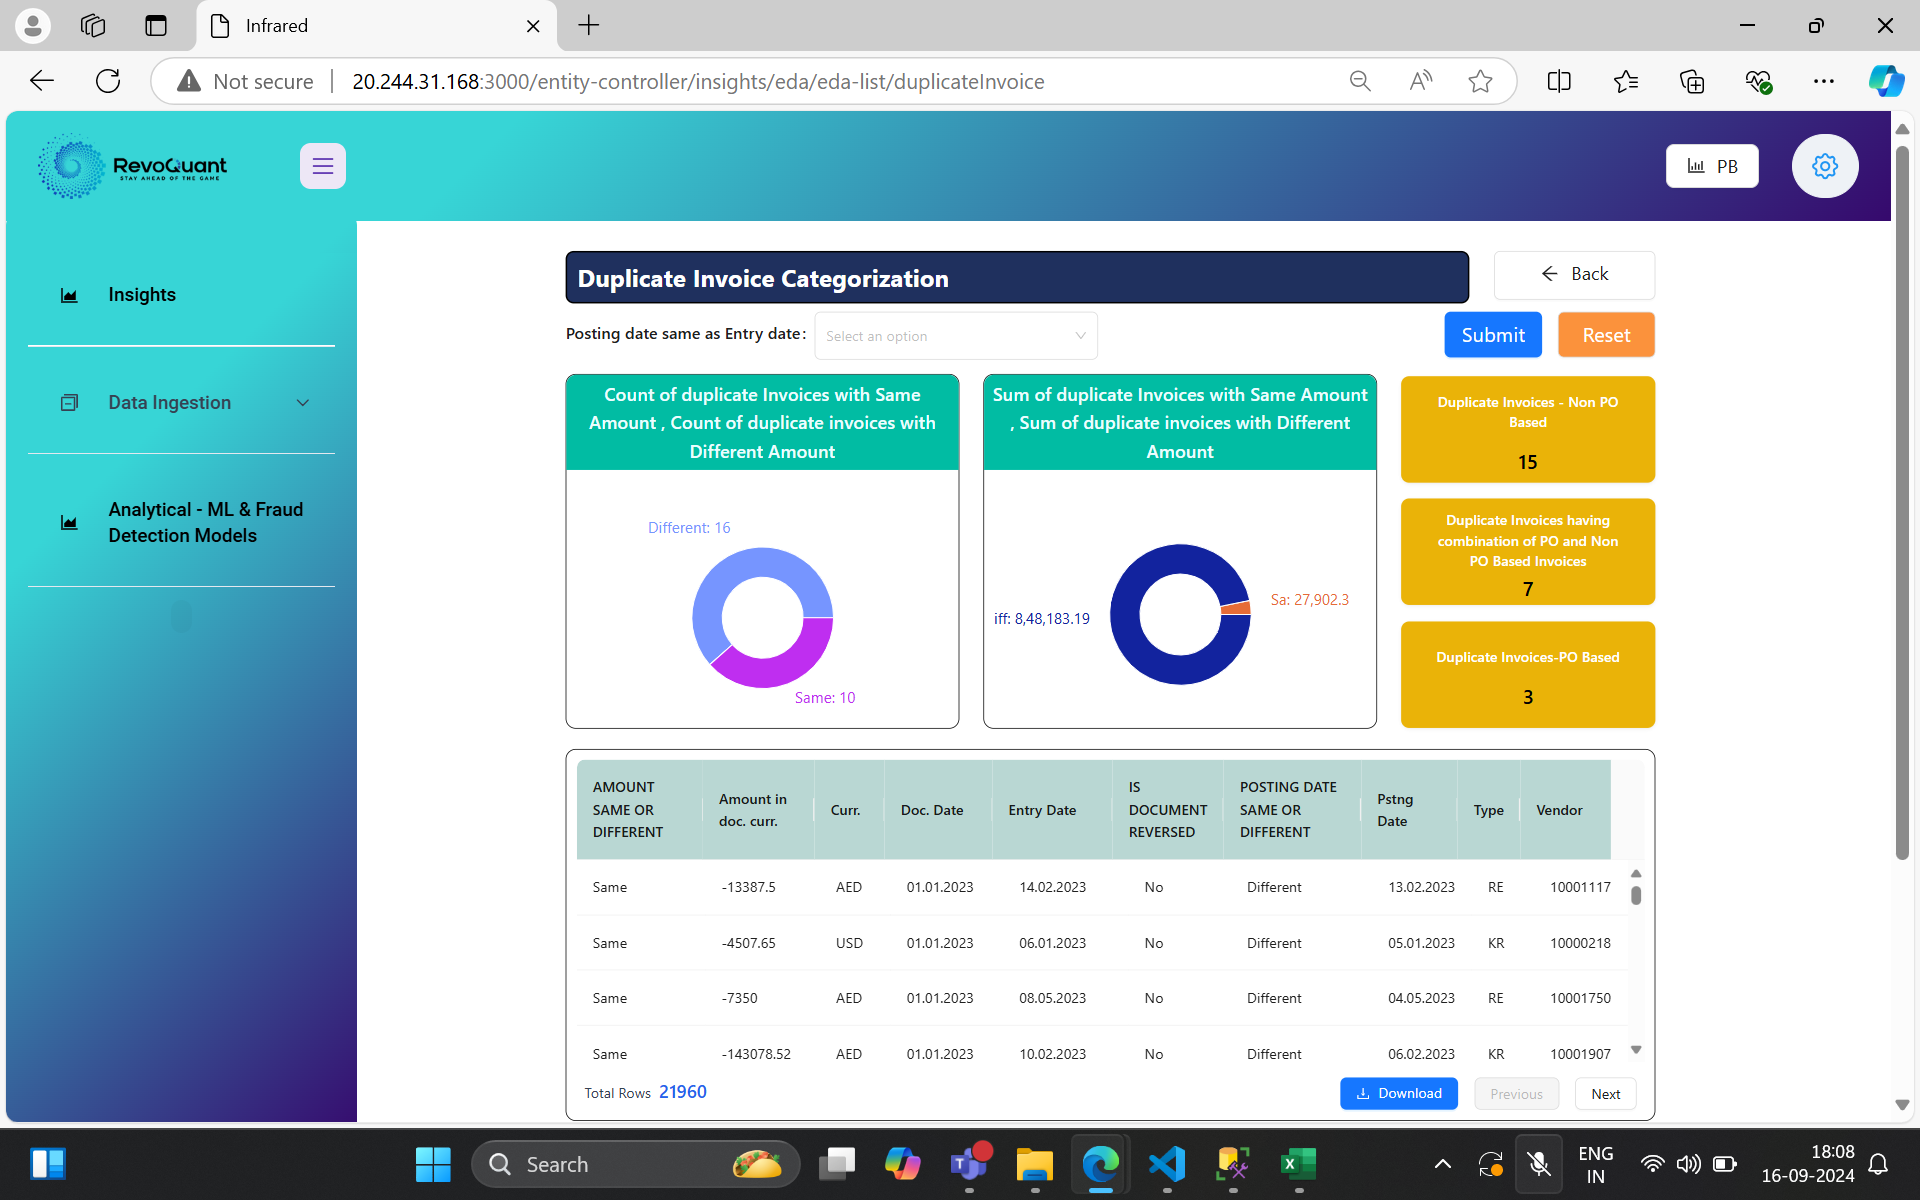 Infrared
Not secure
20.244.31.168:3000/entity-controller/insights/eda/eda-list/duplicateInvoice
RevoQuant
STAY AHEAD OF THE GAME
PB
Insights
Data Ingestion
Analytical - ML & Fraud
Detection Models
Duplicate Invoice Categorization
Back
Posting date same as Entry date:
Select an option
Submit
Reset
Count of duplicate Invoices with Same
Amount , Count of duplicate invoices with
Different Amount
Different: 16
Same: 10
Sum of duplicate Invoices with Same Amount
, Sum of duplicate invoices with Different
Amount
iff: 8,48,183.19
Sa: 27,902.3
Duplicate Invoices - Non PO
Based
15
Duplicate Invoices having
combination of PO and Non
PO Based Invoices
7
Duplicate Invoices-PO Based
3
AMOUNT SAME OR DIFFERENT Amount in doc. curr. Curr. Doc. Date Entry Date IS DOCUMENT REVERSED POSTING DATE SAME OR DIFFERENT Pstng Date Type Vendor
Same -13387.5 AED 01.01.2023 14.02.2023 No Different 13.02.2023 RE 10001117
Same -4507.65 USD 01.01.2023 06.01.2023 No Different 05.01.2023 KR 10000218
Same -7350 AED 01.01.2023 08.05.2023 No Different 04.05.2023 RE 10001750
Same -143078.52 AED 01.01.2023 10.02.2023 No Different 06.02.2023 KR 10001907
Total Rows 21960
Download
Previous
Next
Search
ENG
IN
18:08
16-09-2024